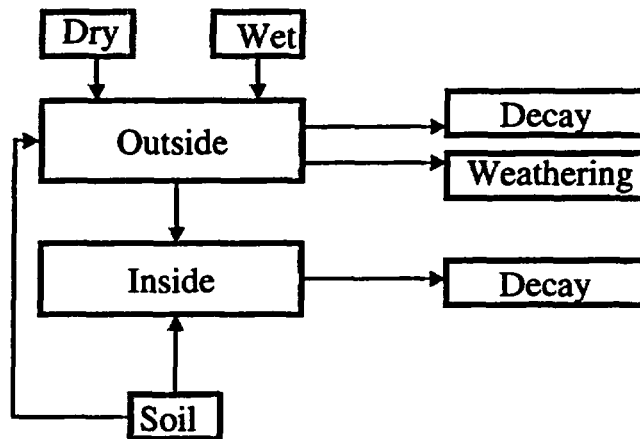 Dry
Wet
Outside
Decay
Weathering
Inside
Decay
Soil